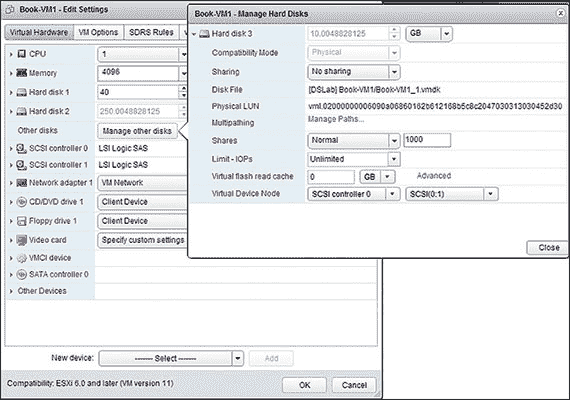 Book-VM1 - Edit Settings
Virtual Hardware VM Options SDRS Rules
CPU 1
Memory 4096
Hard disk 1 40
Hard disk 2 250.0048828125
Other disks Manage other disks
SCSI controller 0 LSI Logic SAS
SCSI controller 1 LSI Logic SAS
Network adapter 1 VM Network
CD/DVD drive 1 Client Device
Floppy drive 1 Client Device
Video card Specify custom settings
VMCI device
SATA controller 0
Other Devices
New device: ------- Select ------- Add
Compatibility: ESXi 6.0 and later (VM version 11) OK Cancel
Book-VM1 - Manage Hard Disks
Hard disk 3 10.0048828125 GB
Compatibility Mode Physical
Sharing No sharing
Disk File [DSLab] Book-VM1/Book-VM1_1.vmdk
Physical LUN
Multipathing Manage Paths...
Shares Normal 1000
Limit - IOPs Unlimited
Virtual flash read cache 0 GB Advanced
Virtual Device Node SCSI controller 0 SCSI(0:1)
Close